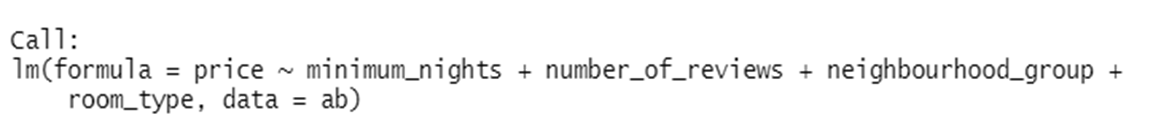 Call:
lm(formula = price ~ minimum_nights + number_of_reviews + neighbourhood_group +
    room_type, data = ab)